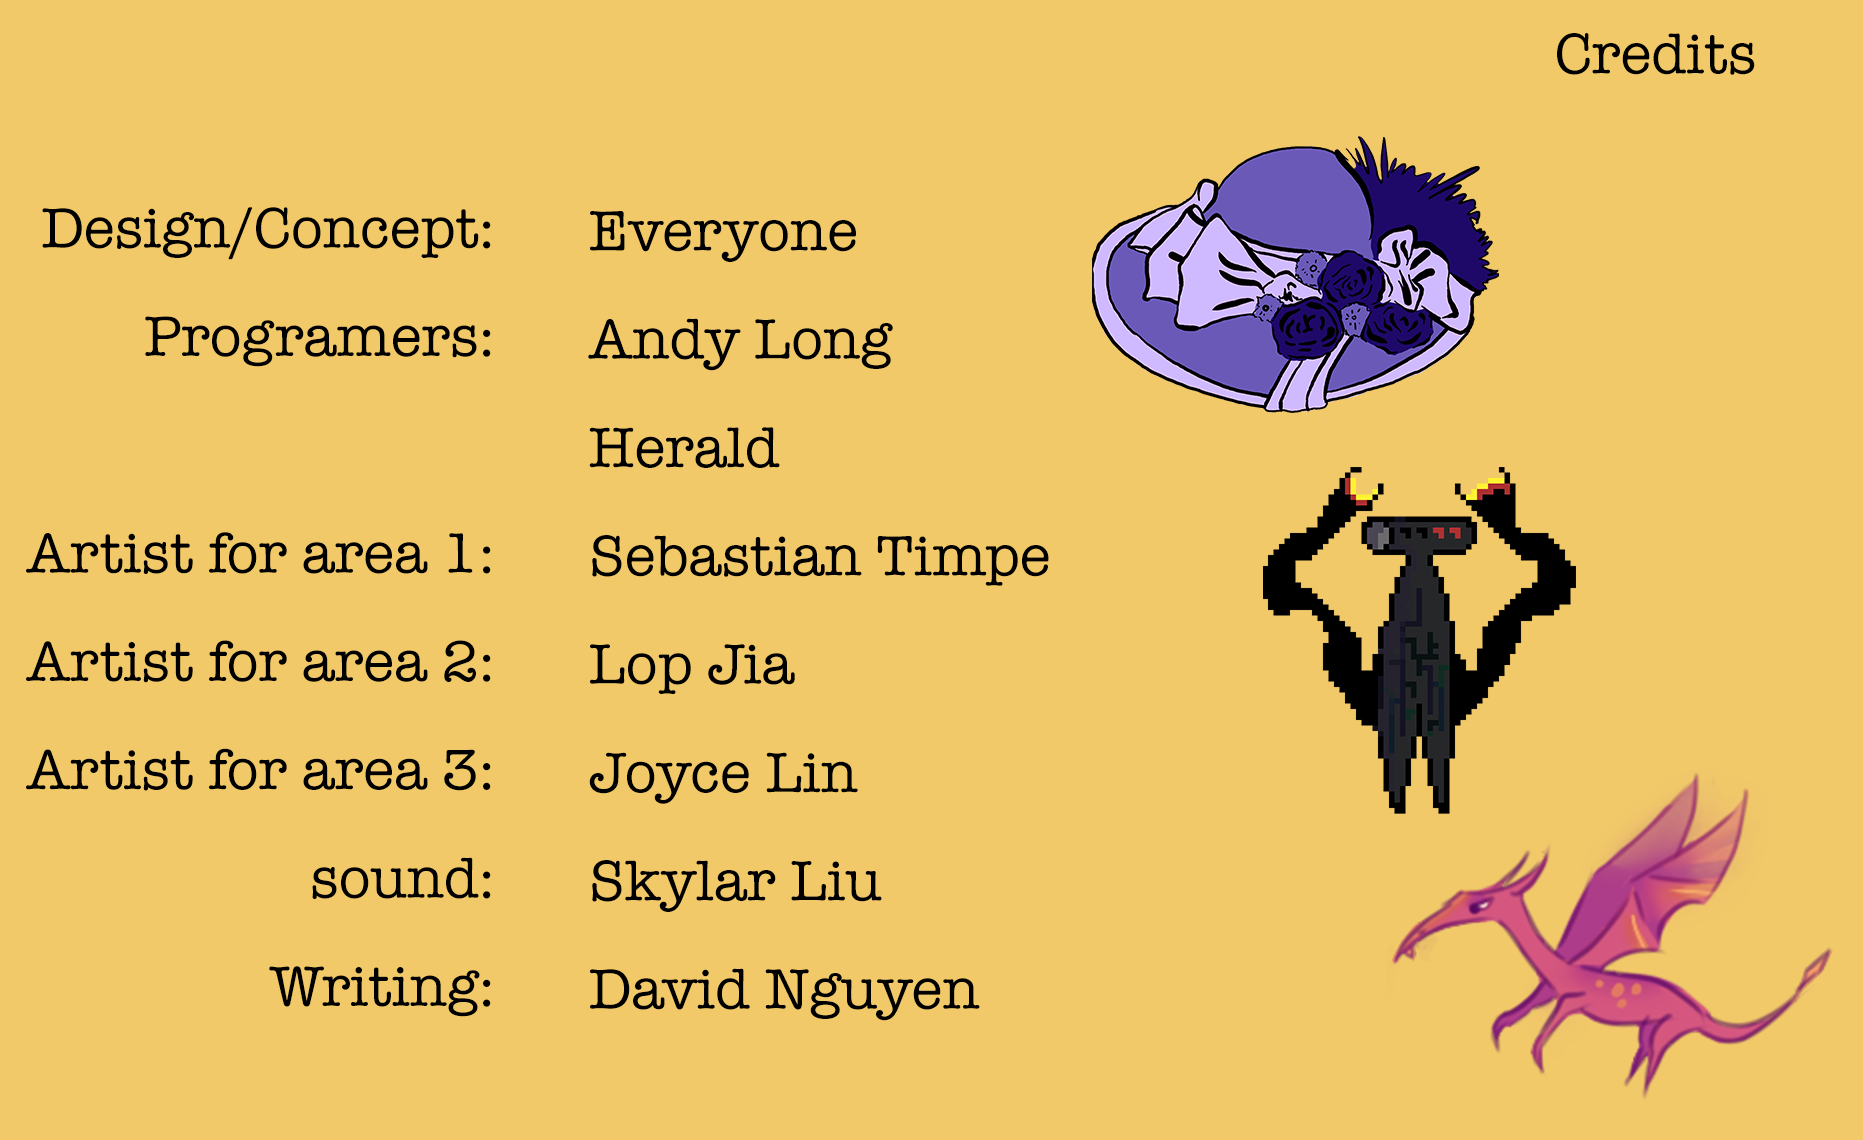 Credits
Design/Concept: Everyone
Programers: Andy Long
Herald
Artist for area 1: Sebastian Timpe
Artist for area 2: Lop Jia
Artist for area 3: Joyce Lin
sound: Skylar Liu
Writing: David Nguyen